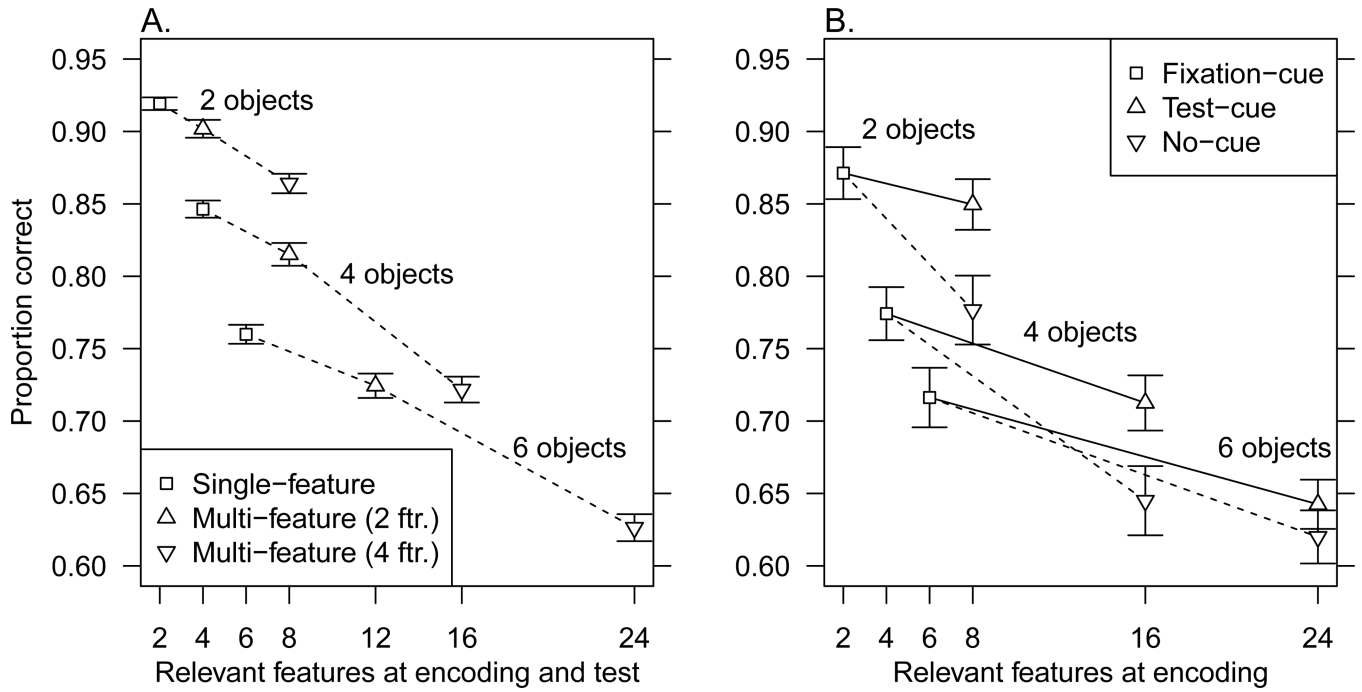 A.
0.95
0.90
0.85
0.80
0.75
0.70
0.65
0.60
Proportion correct
2 objects
4 objects
6 objects
Single−feature
Multi−feature (2 ftr.)
Multi−feature (4 ftr.)
2 4 6 8 12 16 24
Relevant features at encoding and test
B.
0.95
0.90
0.85
0.80
0.75
0.70
0.65
0.60
Fixation−cue
Test−cue
No−cue
2 objects
4 objects
6 objects
2 4 6 8 16 24
Relevant features at encoding